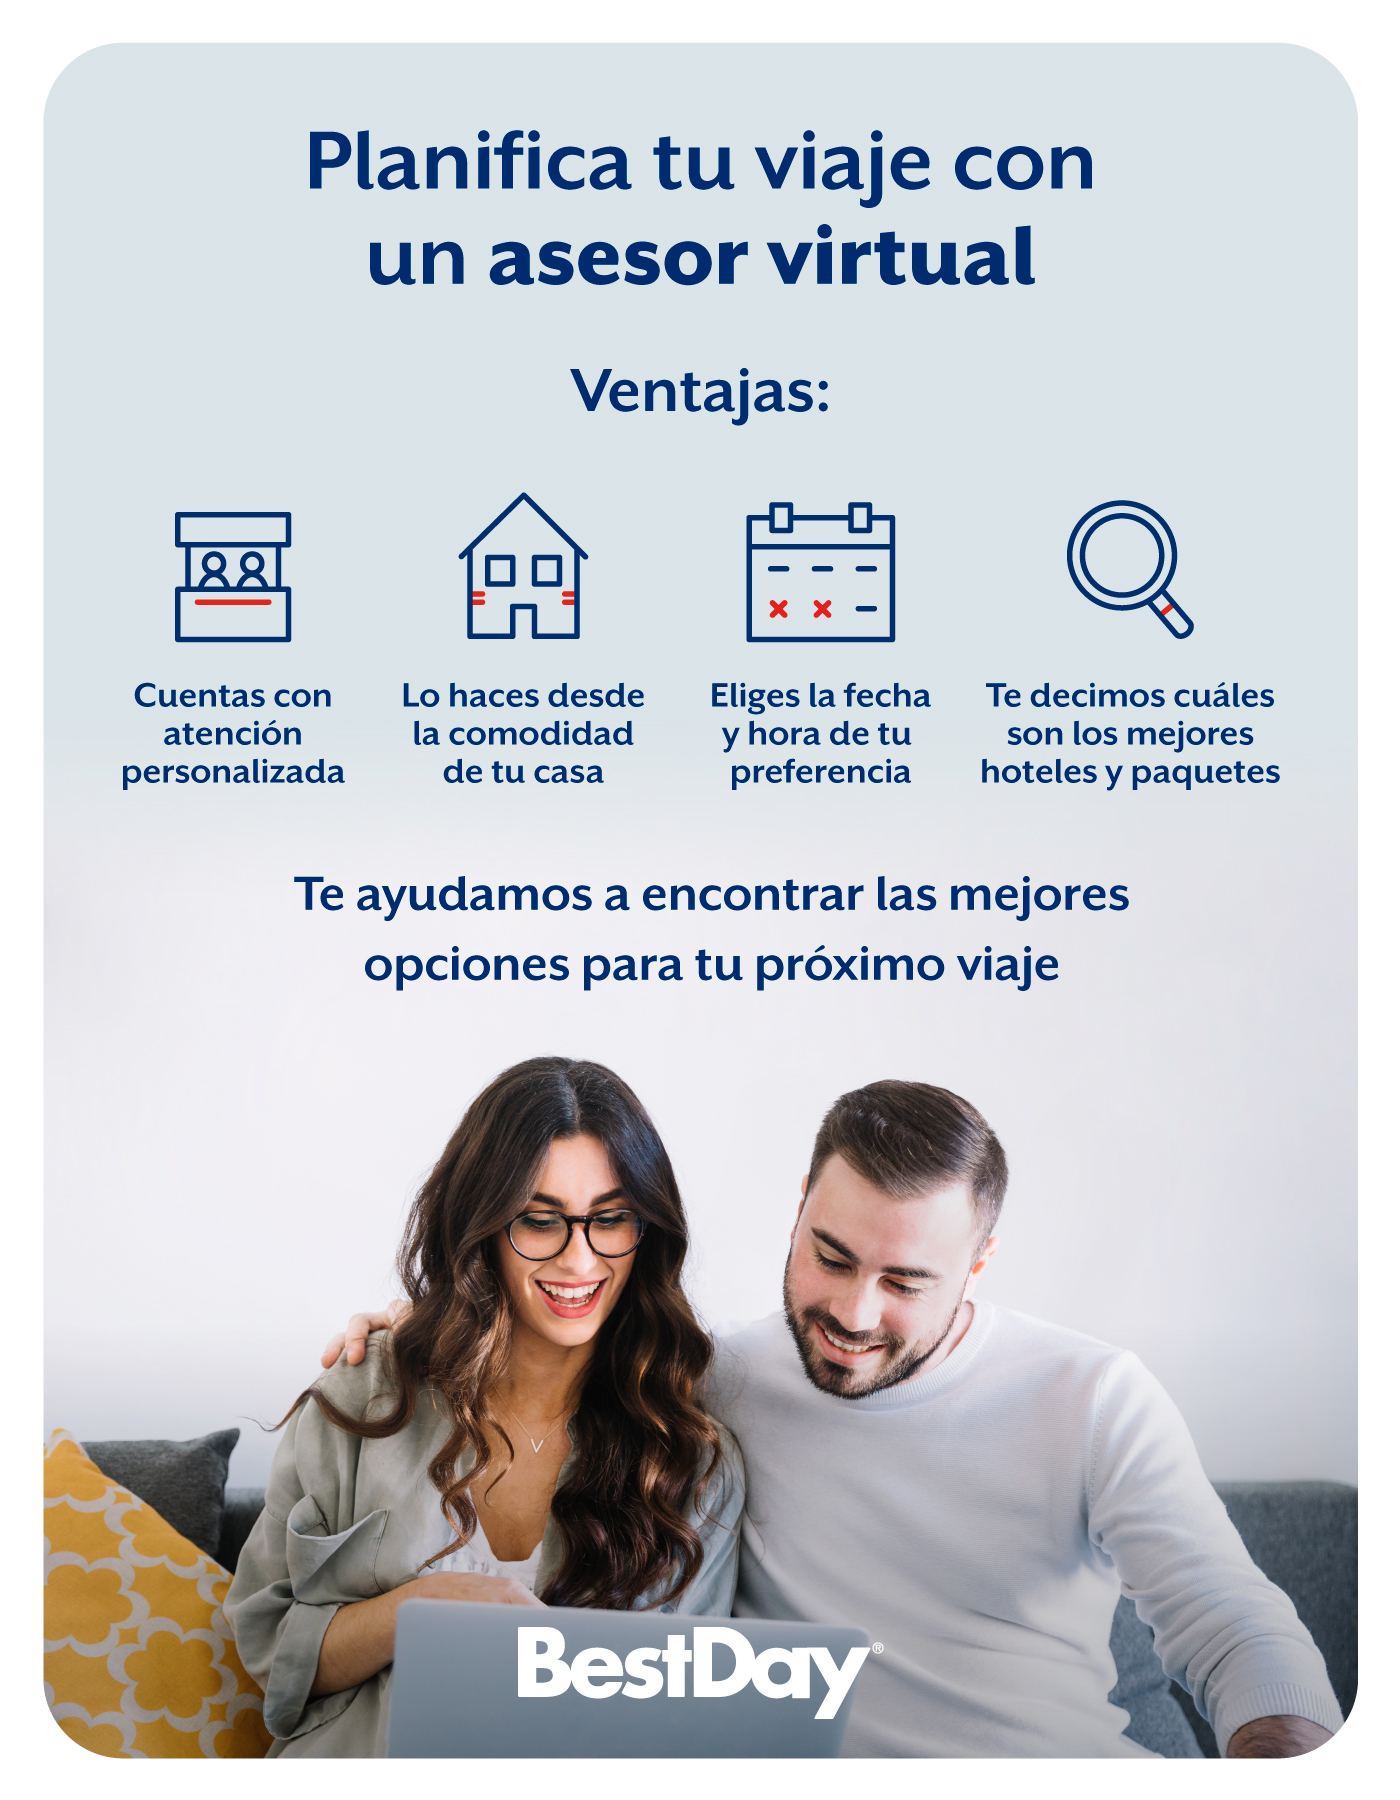 Planifica tu viaje con
un asesor virtual
Ventajas:
Cuentas con
atención
personalizada
Lo haces desde
la comodidad
de tu casa
Eliges la fecha
y hora de tu
preferencia
Te decimos cuáles
son los mejores
hoteles y paquetes
Te ayudamos a encontrar las mejores
opciones para tu próximo viaje
BestDay®